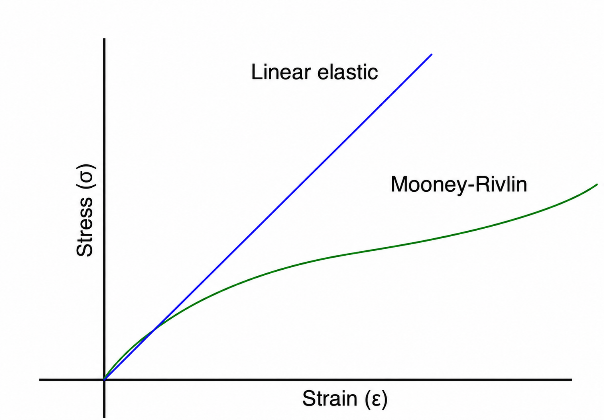 Linear elastic
Mooney-Rivlin
Stress (σ)
Strain (ε)